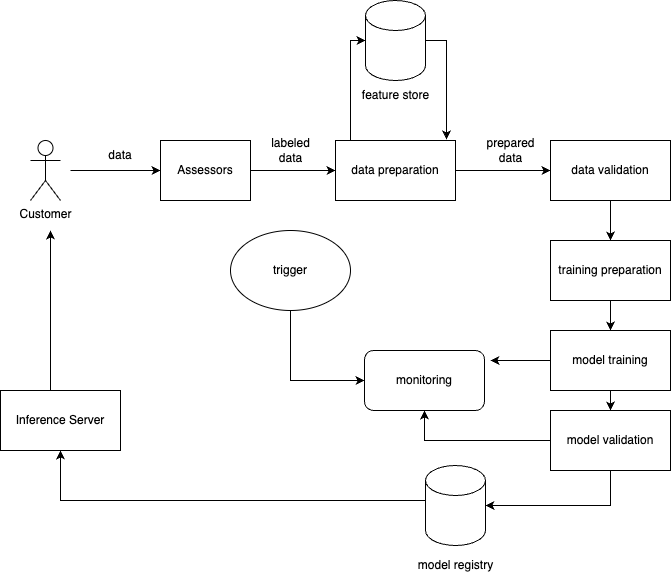 feature store
data
Assessors
labeled
data
data preparation
prepared
data
data validation
Customer
trigger
training preparation
monitoring
model training
Inference Server
model validation
model registry